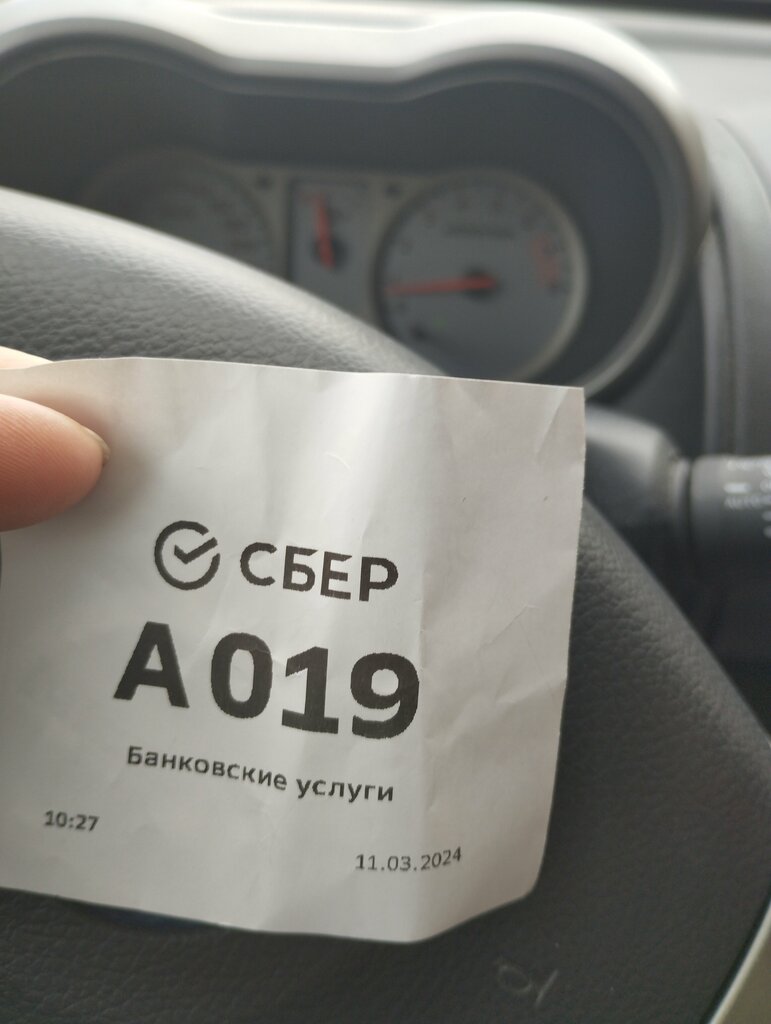 СБЕР
А019
Банковские услуги
10:27
11.03.2024